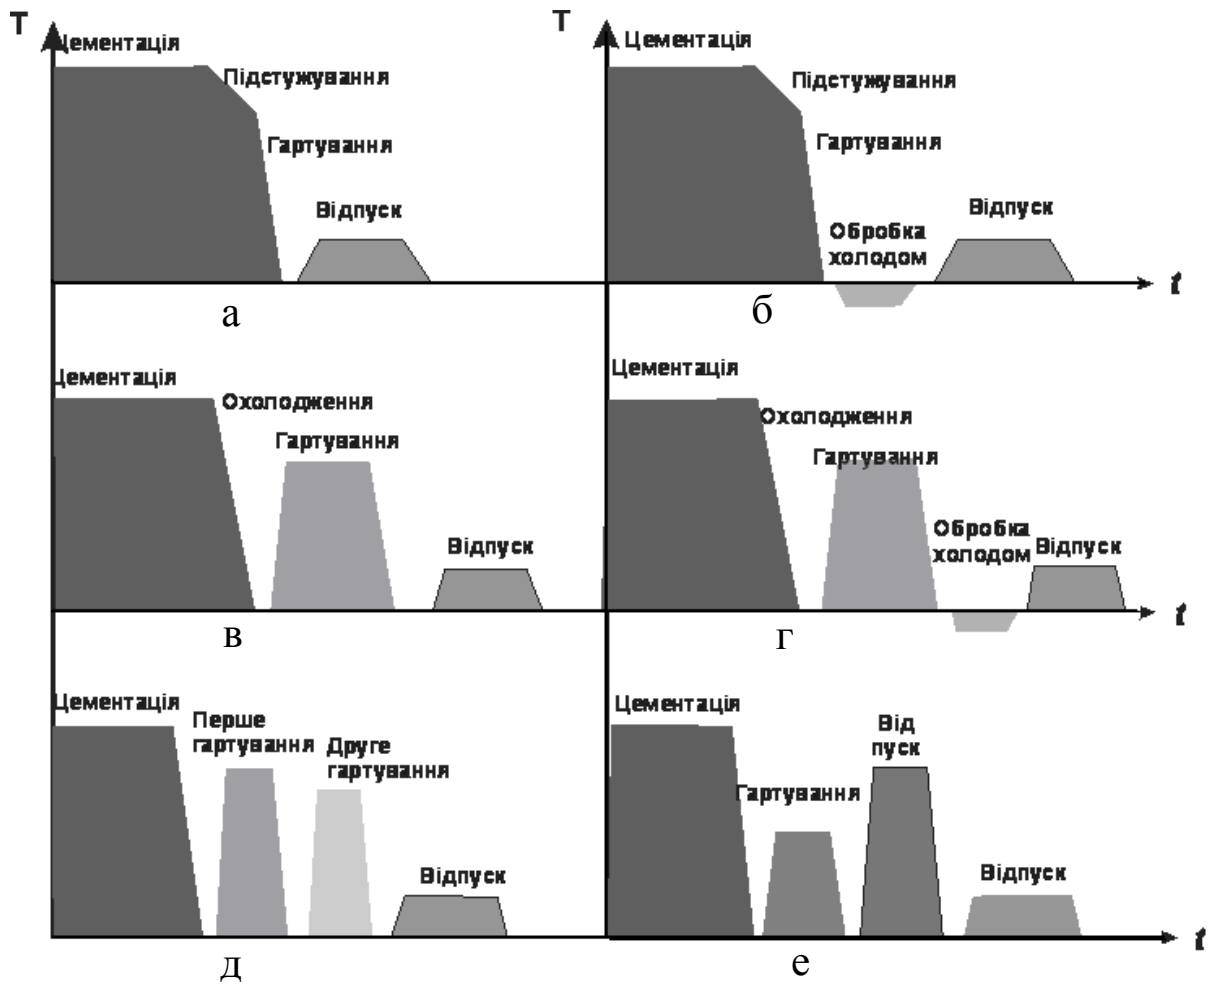 T
Цементація
Підстужування
Гартування
Відпуск
а
T
Цементація
Підстужування
Гартування
Обробка
холодом
Відпуск
t
б
Цементація
Охолодження
Гартування
Відпуск
в
Цементація
Охолодження
Гартування
Обробка
холодом
Відпуск
t
г
Цементація
Перше
гартування
Друге
гартування
Відпуск
д
Цементація
Гартування
Від
пуск
Відпуск
t
е